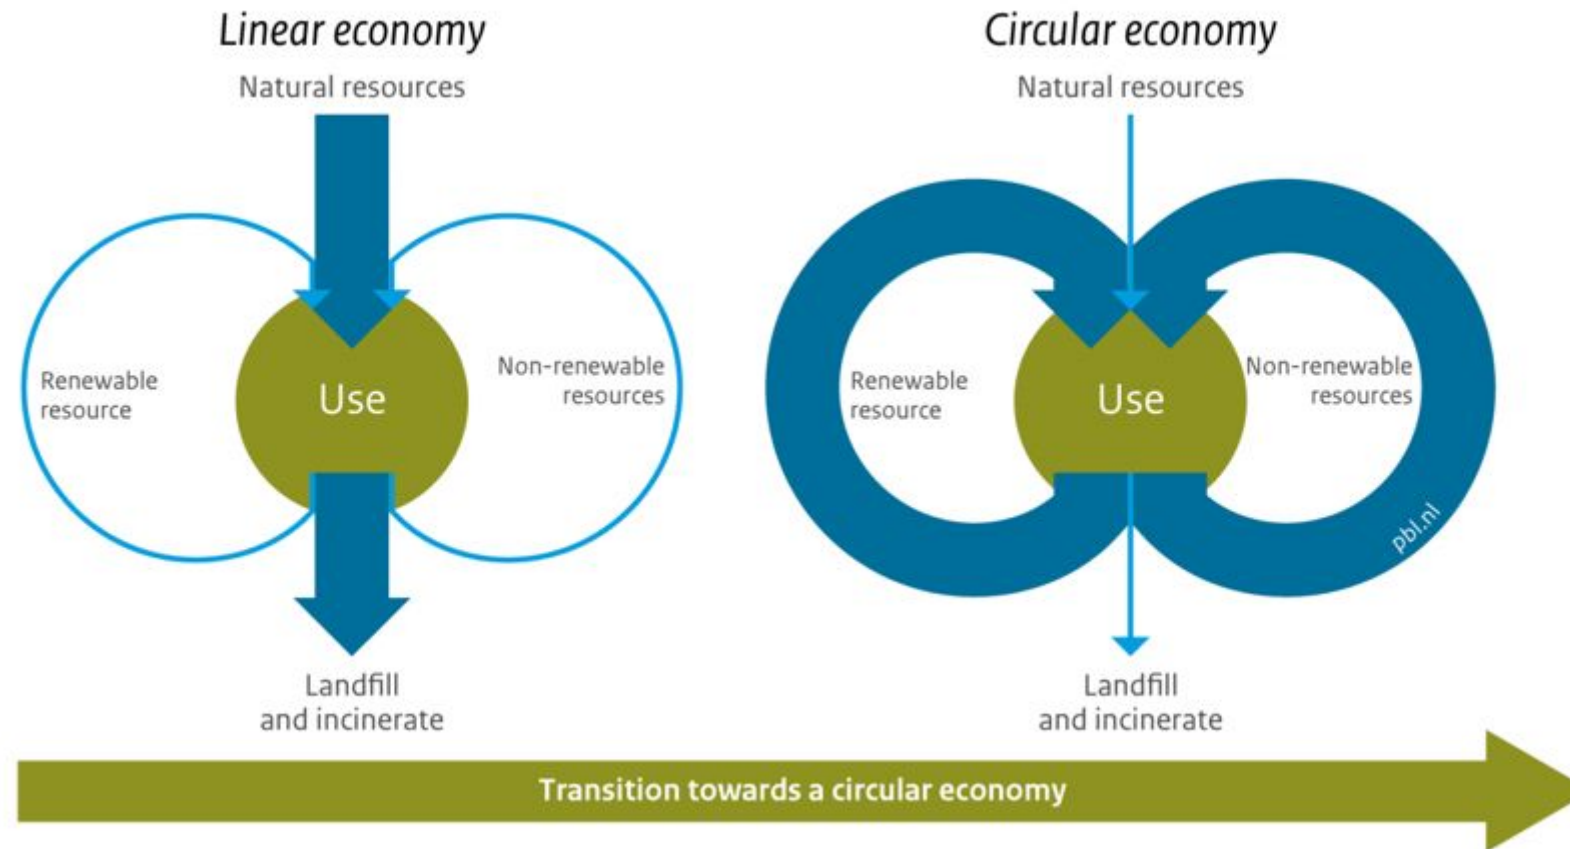 Linear economy
Natural resources
Renewable
resource
Use
Non-renewable
resources
Landfill
and incinerate
Circular economy
Natural resources
Renewable
resource
Use
Non-renewable
resources
pbl.nl
Landfill
and incinerate
Transition towards a circular economy